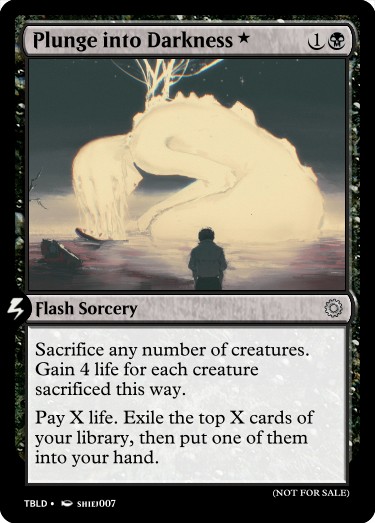 Plunge into Darkness★ 1
Flash Sorcery
Sacrifice any number of creatures.
Gain 4 life for each creature
sacrificed this way.
Pay X life. Exile the top X cards of
your library, then put one of them
into your hand.
(NOT FOR SALE)
TBLD • SHIEI007